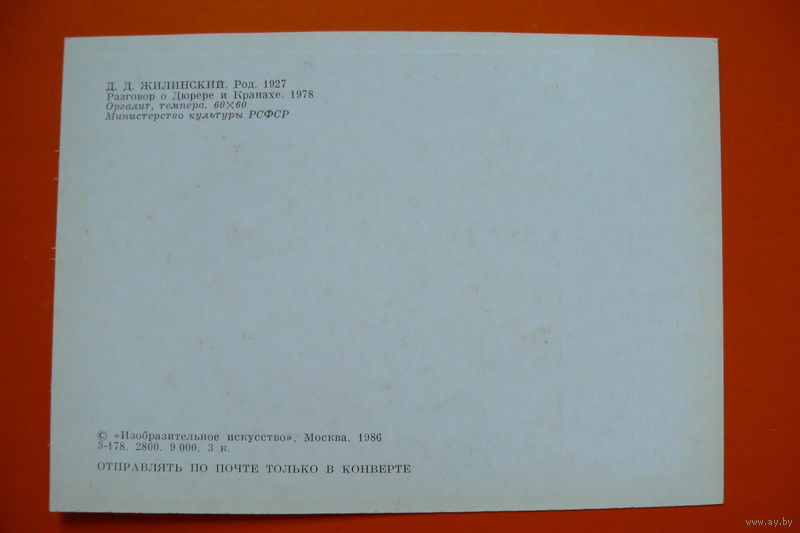 Д. Д. ЖИЛИНСКИЙ. Род. 1927
Разговор о Дюрере и Кранахе. 1978
Оргалит, темпера. 60×60
Министерство культуры РСФСР
© «Изобразительное искусство». Москва. 1986
3-178. 2800. 9 000. 3 к.
ОТПРАВЛЯТЬ ПО ПОЧТЕ ТОЛЬКО В КОНВЕРТЕ
www.ay.by